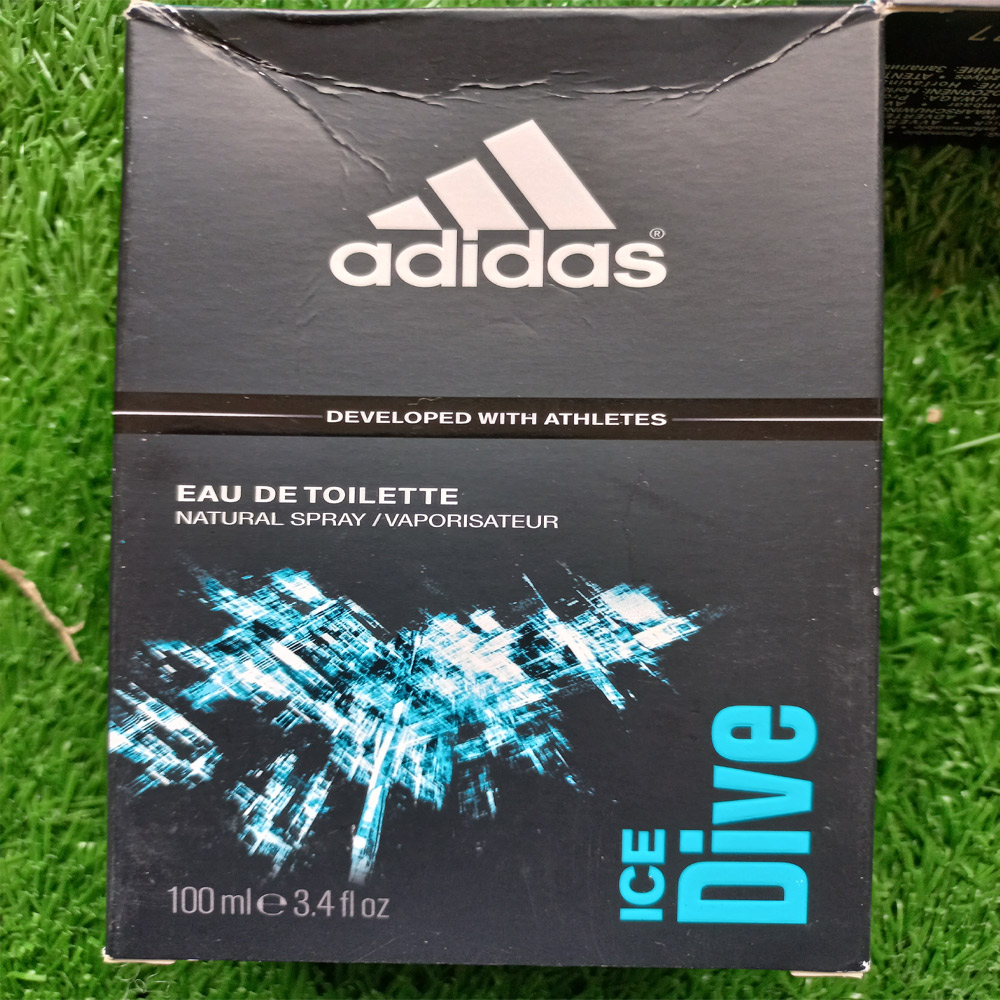 adidas®
DEVELOPED WITH ATHLETES
EAU DE TOILETTE
NATURAL SPRAY / VAPORISATEUR
ICE
Dive
100 ml ℮ 3.4 fl oz